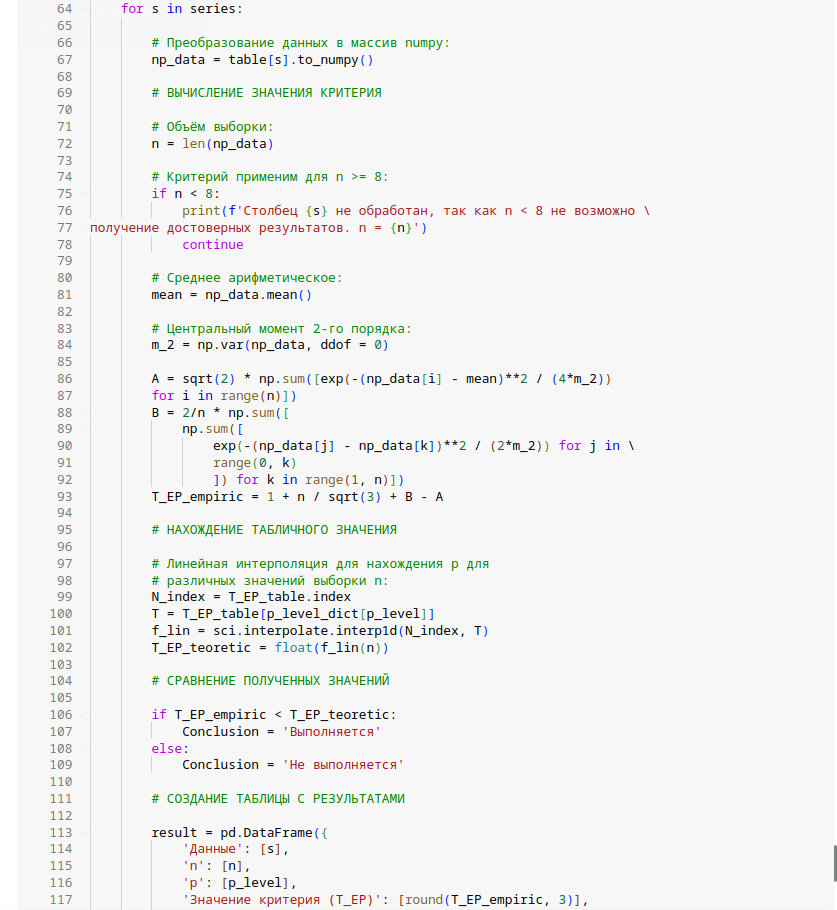 64 for s in series:
65
66 # Преобразование данных в массив numpy:
67 np_data = table[s].to_numpy()
68
69 # ВЫЧИСЛЕНИЕ ЗНАЧЕНИЯ КРИТЕРИЯ
70
71 # Объём выборки:
72 n = len(np_data)
73
74 # Критерий применим для n >= 8:
75 if n < 8:
76 print(f'Столбец {s} не обработан, так как n < 8 не возможно \
77 получение достоверных результатов. n = {n}')
78 continue
79
80 # Среднее арифметическое:
81 mean = np_data.mean()
82
83 # Центральный момент 2-го порядка:
84 m_2 = np.var(np_data, ddof = 0)
85
86 A = sqrt(2) * np.sum([exp(-(np_data[i] - mean)**2 / (4*m_2))
87 for i in range(n)])
88 B = 2/n * np.sum([
89 np.sum([
90 exp(-(np_data[j] - np_data[k])**2 / (2*m_2)) for j in \
91 range(0, k)
92 ]) for k in range(1, n)])
93 T_EP_empiric = 1 + n / sqrt(3) + B - A
94
95 # НАХОЖДЕНИЕ ТАБЛИЧНОГО ЗНАЧЕНИЯ
96
97 # Линейная интерполяция для нахождения p для
98 # различных значений выборки n:
99 N_index = T_EP_table.index
100 T = T_EP_table[p_level_dict[p_level]]
101 f_lin = sci.interpolate.interp1d(N_index, T)
102 T_EP_teoretic = float(f_lin(n))
103
104 # СРАВНЕНИЕ ПОЛУЧЕННЫХ ЗНАЧЕНИЙ
105
106 if T_EP_empiric < T_EP_teoretic:
107 Conclusion = 'Выполняется'
108 else:
109 Conclusion = 'Не выполняется'
110
111 # СОЗДАНИЕ ТАБЛИЦЫ С РЕЗУЛЬТАТАМИ
112
113 result = pd.DataFrame({
114 'Данные': [s],
115 'n': [n],
116 'p': [p_level],
117 'Значение критерия (T_EP)': [round(T_EP_empiric, 3)],